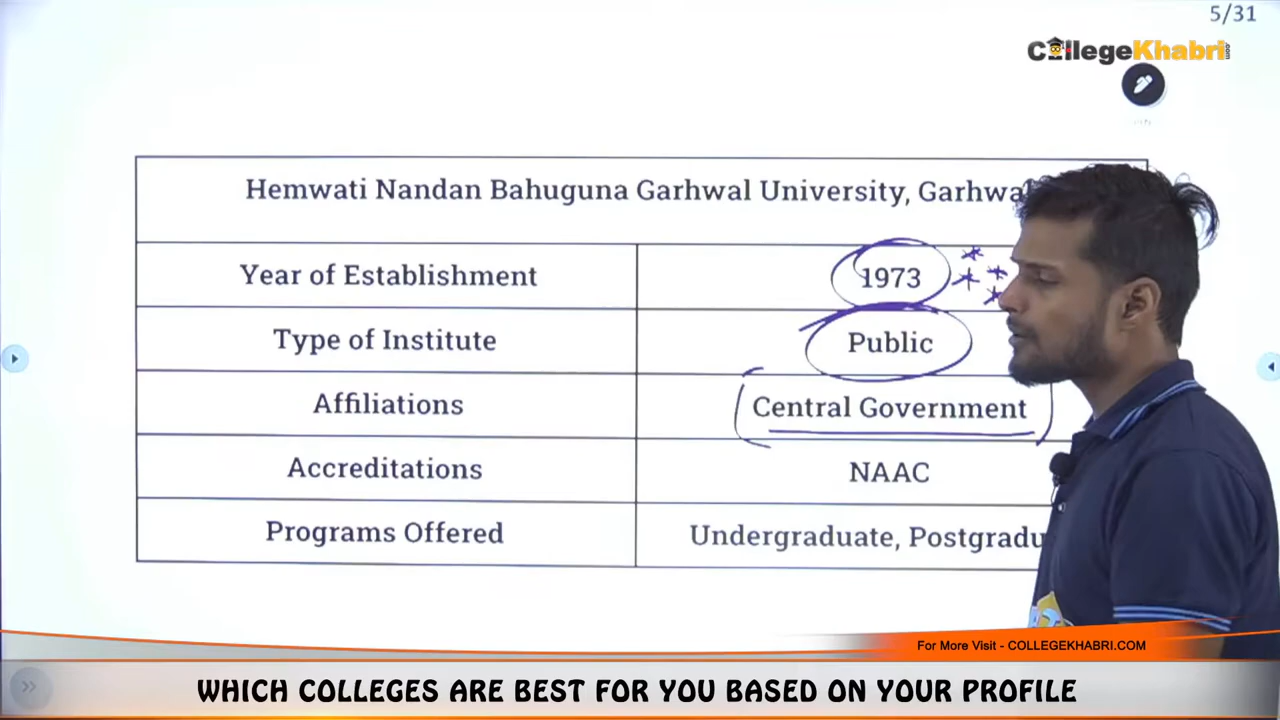 5/31
CollegeKhabri.com
Hemwati Nandan Bahuguna Garhwal University, Garhwal
Year of Establishment 1973
Type of Institute Public
Affiliations Central Government
Accreditations NAAC
Programs Offered Undergraduate, Postgradu
For More Visit - COLLEGEKHABRI.COM
WHICH COLLEGES ARE BEST FOR YOU BASED ON YOUR PROFILE